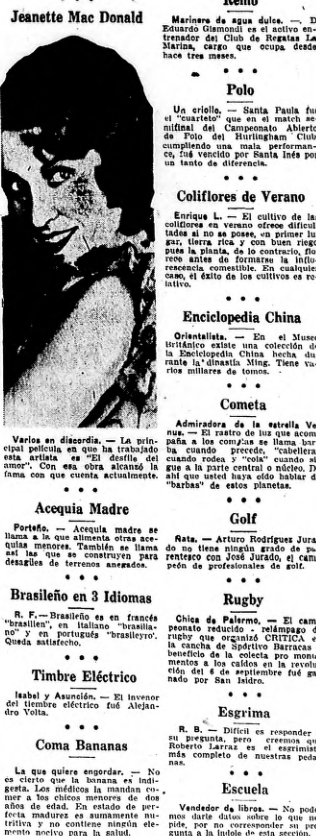 Jeanette Mac Donald
Varios en discordia. — La prin-
cipal película en que ha trabajado
esta artista es "El desfile del
amor". Con esa obra alcanzó la
fama con que cuenta actualmente.
Acequia Madre
Porteño. — Acequia madre se
llama a la que alimenta otras ace-
quias menores. También se llama
así las que se construyen para
desagües de terrenos anegados.
Brasileño en 3 Idiomas
R. F. — Brasileño es en francés
"brasilien", en italiano "brasilia-
no" y en portugués "brasileyro".
Queda satisfecho.
Timbre Eléctrico
Isabel y Asunción. — El invenor
del tiembre eléctrico fué Alejan-
dro Volta.
Coma Bananas
La que quiere engordar. — No
es cierto que la banana es indi-
gesta. Los médicos la mandan co-
mer a los chicos menores de dos
años de edad. En estado de per-
fecta madurez es sumamente nu-
tritiva y no contiene ningún ele-
mento nocivo para la salud.
Remo
Marinero de agua dulce. —. D
Eduardo Gismondi es el activo en-
trenador del Club de Regatas La
Marina, cargo que ocupa desde
hace tres meses.
Polo
Un criollo. — Santa Paula fué
el "cuarteto" que en el match se-
mifinal del Campeonato Abierto
de Polo del Hurlingham Club
cumpliendo una mala performan-
ce, fué vencido por Santa Inés por
un tanto de diferencia.
Coliflores de Verano
Enrique L. — El cultivo de las
coliflores en verano ofrece dificul-
tades si no se posee, en primer lu-
gar, tierra rica y con buen riego
pués la planta, de lo contrario, flo-
rece antes de formarse la inflo-
rescencia comestible. En cualquier
caso, el éxito de los cultivos es re-
lativo.
Enciclopedia China
Orientalista. — En el Museo
Británico existe una colección de
la Enciclopedia China hecha du-
rante la dinastía Ming. Tiene va-
rios millares de tomos.
Cometa
Admiradora de la estrella Ve-
nus. — El rastro de luz que acom-
paña a los cometas se llama bar-
ba cuando precede, "cabellera"
cuando rodea y "cola" cuando si-
gue a la parte central o núcleo. D
ahí que usted haya oído hablar de
"barbas" de estos planetas.
Golf
Ñata. — Arturo Rodríguez Jura-
do no tiene ningún grado de pa-
rentesco con José Jurado, el cam-
peón de profesionales de golf.
Rugby
Chica de Palermo. — El cam-
peonato reducido - relámpago d
rugby que organizó CRITICA e
la cancha de Spórtivo Barracas
beneficio de la colecta pro monu-
mentos a los caídos en la revolu-
ción del 6 de septiembre fué ga-
nado por San Isidro.
Esgrima
R. B. — Difícil es responder
su pregunta, pero creemos que
Roberto Larraz es el esgrimista
más completo de nuestras peda-
nas.
Escuela
Vendedor de libros. — No pode-
mos darle datos sobre lo que no
pide, por no corresponder su pre-
gunta a la índole de esta sección.